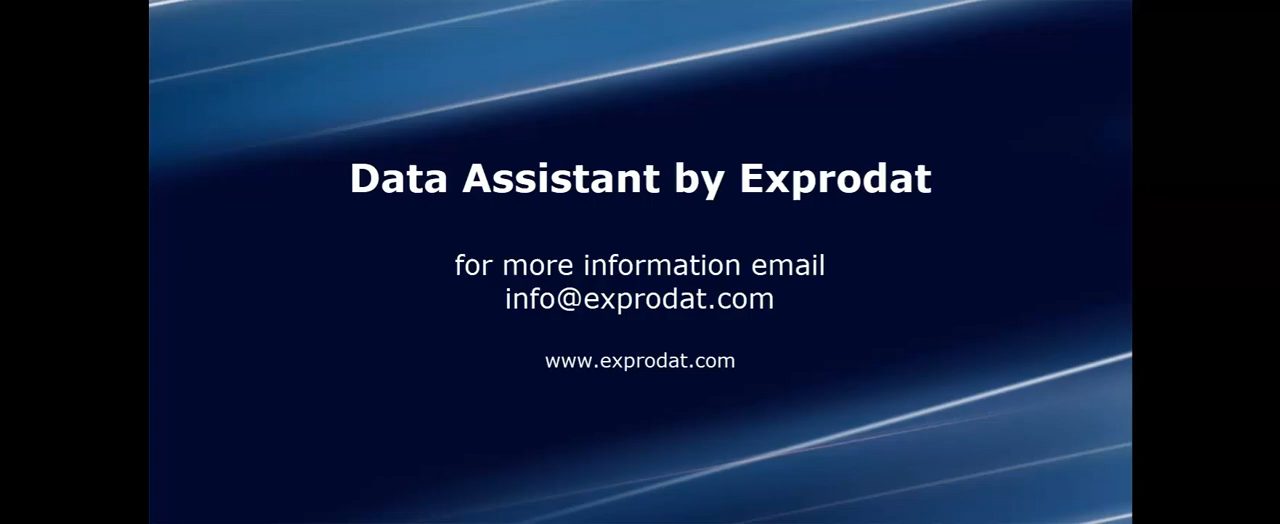 Data Assistant by Exprodat
for more information email
info@exprodat.com
www.exprodat.com